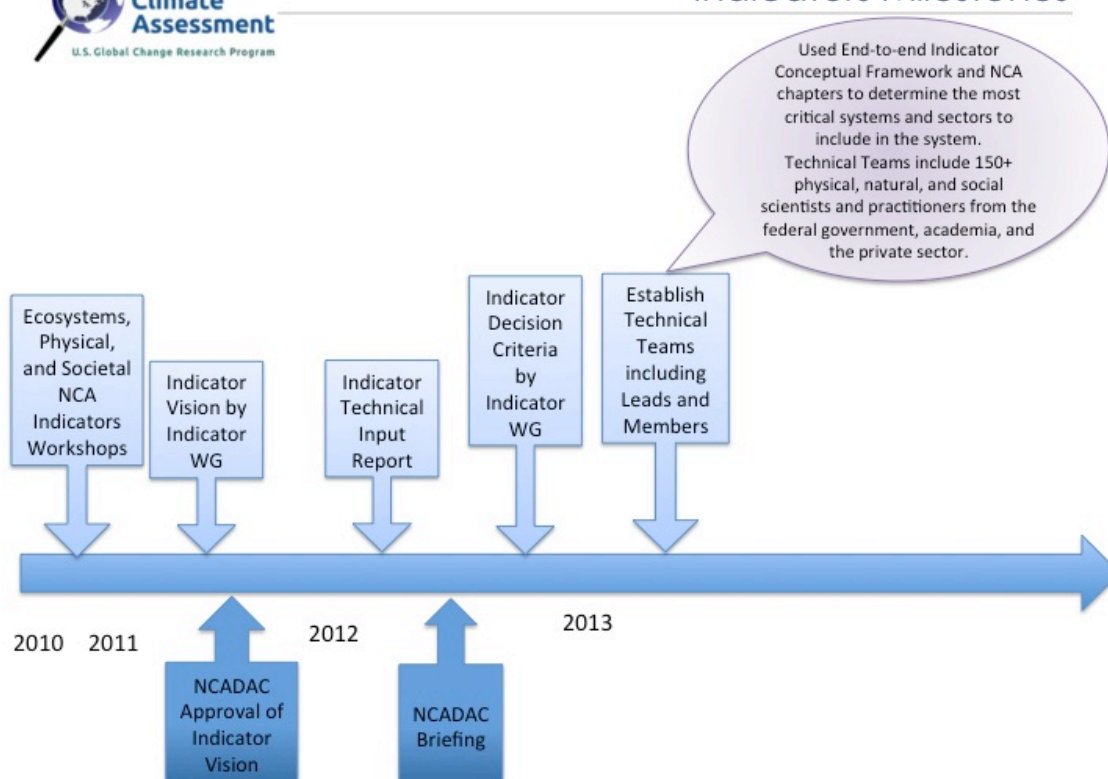 Climate
Assessment
U.S. Global Change Research Program
Milestones
Used End-to-end Indicator
Conceptual Framework and NCA
chapters to determine the most
critical systems and sectors to
include in the system.
Technical Teams include 150+
physical, natural, and social
scientists and practitioners from the
federal government, academia, and
the private sector.
Ecosystems,
Physical,
and Societal
NCA
Indicators
Workshops
Indicator
Vision by
Indicator
WG
Indicator
Technical
Input
Report
Indicator
Decision
Criteria
by
Indicator
WG
Establish
Technical
Teams
including
Leads and
Members
2010
2011
2012
2013
NCADAC
Approval of
Indicator
Vision
NCADAC
Briefing